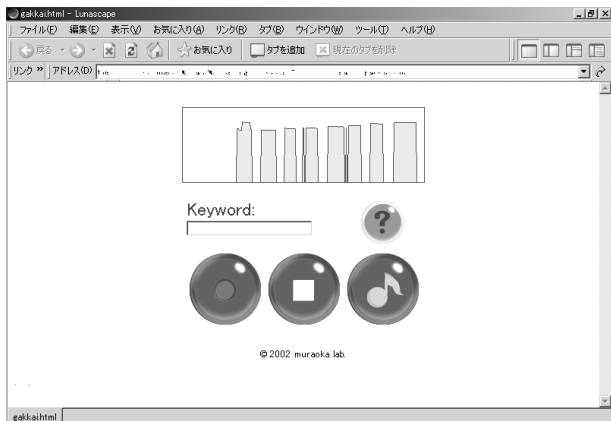 gakkai.html - Lunascape
ファイル(F) 編集(E) 表示(V) お気に入り(A) リンク(R) タブ(B) ウインドウ(W) ツール(T) ヘルプ(H)
戻る お気に入り タブを追加 現在のタブを削除
リンク » アドレス(D)
Keyword:
?
© 2002 muraoka lab.
gakkai.html